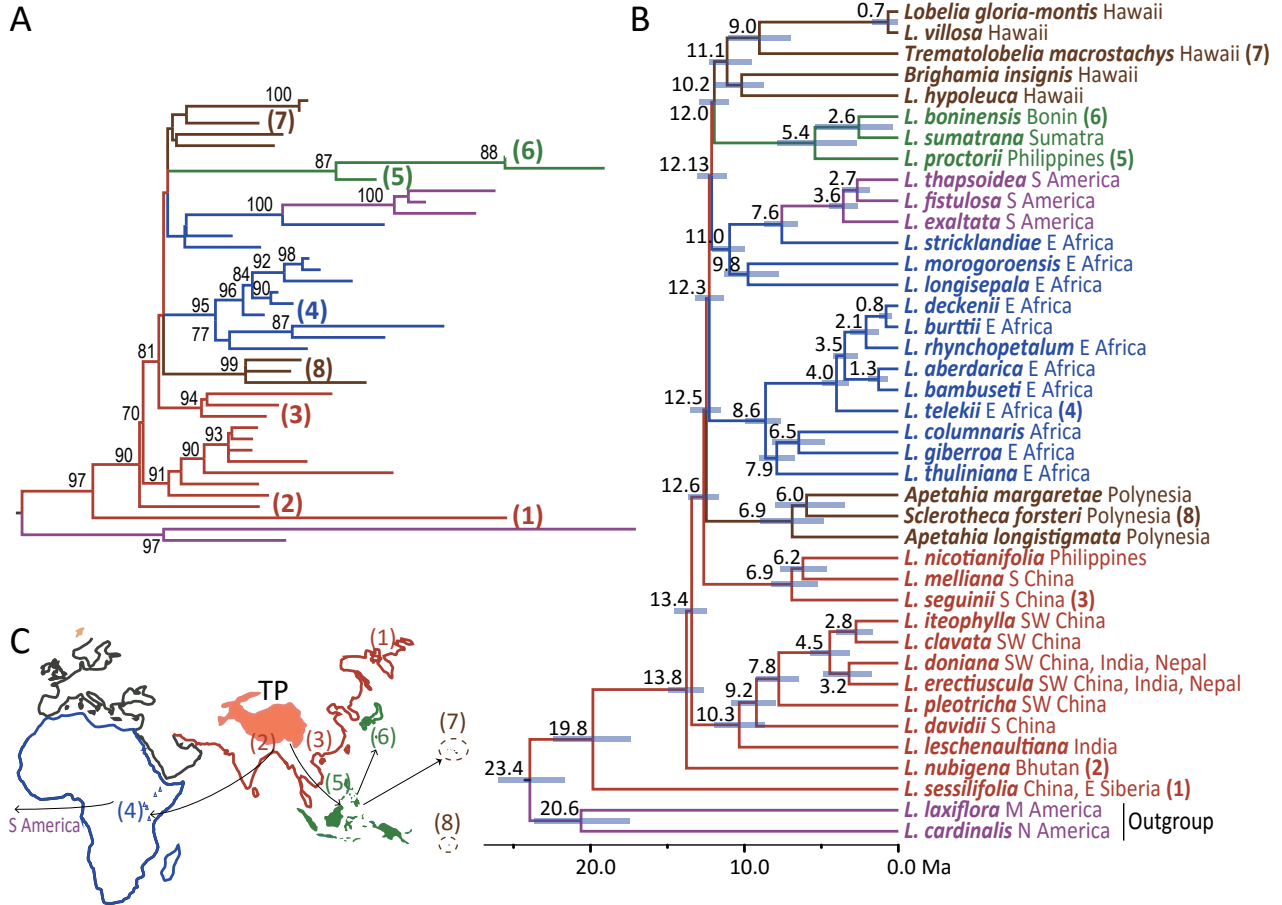 A
100
(7)
87
88
(6)
(5)
100
100
98
92
84
90
96
95
(4)
87
77
81
99
(8)
94
(3)
70
93
90
90
91
97
(2)
(1)
97
B
0.7
9.0
11.1
10.2
12.0
2.6
5.4
12.13
2.7
3.6
7.6
11.0
9.8
12.3
0.8
2.1
3.5
1.3
4.0
12.5
8.6
6.5
7.9
12.6
6.0
6.9
6.2
6.9
13.4
2.8
4.5
7.8
3.2
13.8
9.2
10.3
19.8
23.4
20.6
Lobelia gloria-montis Hawaii
L. villosa Hawaii
Trematolobelia macrostachys Hawaii (7)
Brighamia insignis Hawaii
L. hypoleuca Hawaii
L. boninensis Bonin (6)
L. sumatrana Sumatra
L. proctorii Philippines (5)
L. thapsoidea S America
L. fistulosa S America
L. exaltata S America
L. stricklandiae E Africa
L. morogoroensis E Africa
L. longisepala E Africa
L. deckenii E Africa
L. burttii E Africa
L. rhynchopetalum E Africa
L. aberdarica E Africa
L. bambuseti E Africa
L. telekii E Africa (4)
L. columnaris Africa
L. giberroa E Africa
L. thuliniana E Africa
Apetahia margaretae Polynesia
Sclerotheca forsteri Polynesia (8)
Apetahia longistigmata Polynesia
L. nicotianifolia Philippines
L. melliana S China
L. seguinii S China (3)
L. iteophylla SW China
L. clavata SW China
L. doniana SW China, India, Nepal
L. erectiuscula SW China, India, Nepal
L. pleotricha SW China
L. davidii S China
L. leschenaultiana India
L. nubigena Bhutan (2)
L. sessilifolia China, E Siberia (1)
L. laxiflora M America
L. cardinalis N America
Outgroup
20.0
10.0
0.0 Ma
C
TP
(1)
(2)
(3)
(6)
(7)
(5)
(4)
(8)
S America